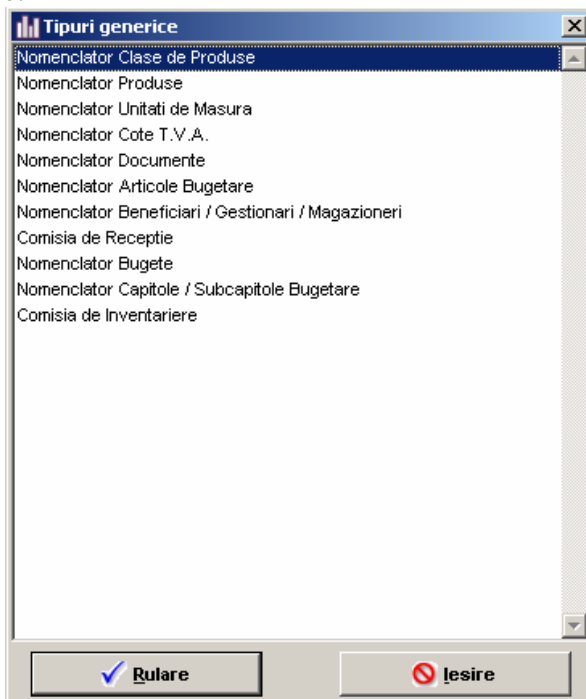 Tipuri generice
Nomenclator Clase de Produse
Nomenclator Produse
Nomenclator Unitati de Masura
Nomenclator Cote T.V.A.
Nomenclator Documente
Nomenclator Articole Bugetare
Nomenclator Beneficiari / Gestionari / Magazioneri
Comisia de Receptie
Nomenclator Bugete
Nomenclator Capitole / Subcapitole Bugetare
Comisia de Inventariere
Rulare Iesire